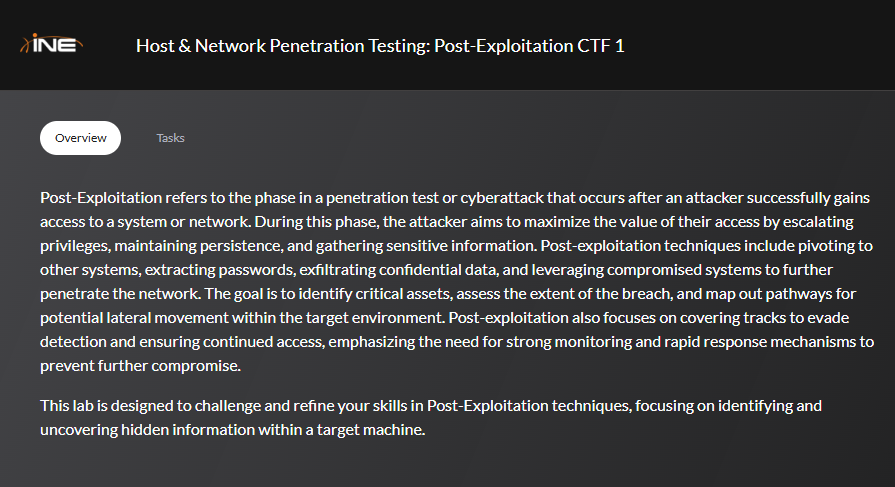 INE
Host & Network Penetration Testing: Post-Exploitation CTF 1
Overview
Tasks
Post-Exploitation refers to the phase in a penetration test or cyberattack that occurs after an attacker successfully gains
access to a system or network. During this phase, the attacker aims to maximize the value of their access by escalating
privileges, maintaining persistence, and gathering sensitive information. Post-exploitation techniques include pivoting to
other systems, extracting passwords, exfiltrating confidential data, and leveraging compromised systems to further
penetrate the network. The goal is to identify critical assets, assess the extent of the breach, and map out pathways for
potential lateral movement within the target environment. Post-exploitation also focuses on covering tracks to evade
detection and ensuring continued access, emphasizing the need for strong monitoring and rapid response mechanisms to
prevent further compromise.
This lab is designed to challenge and refine your skills in Post-Exploitation techniques, focusing on identifying and
uncovering hidden information within a target machine.